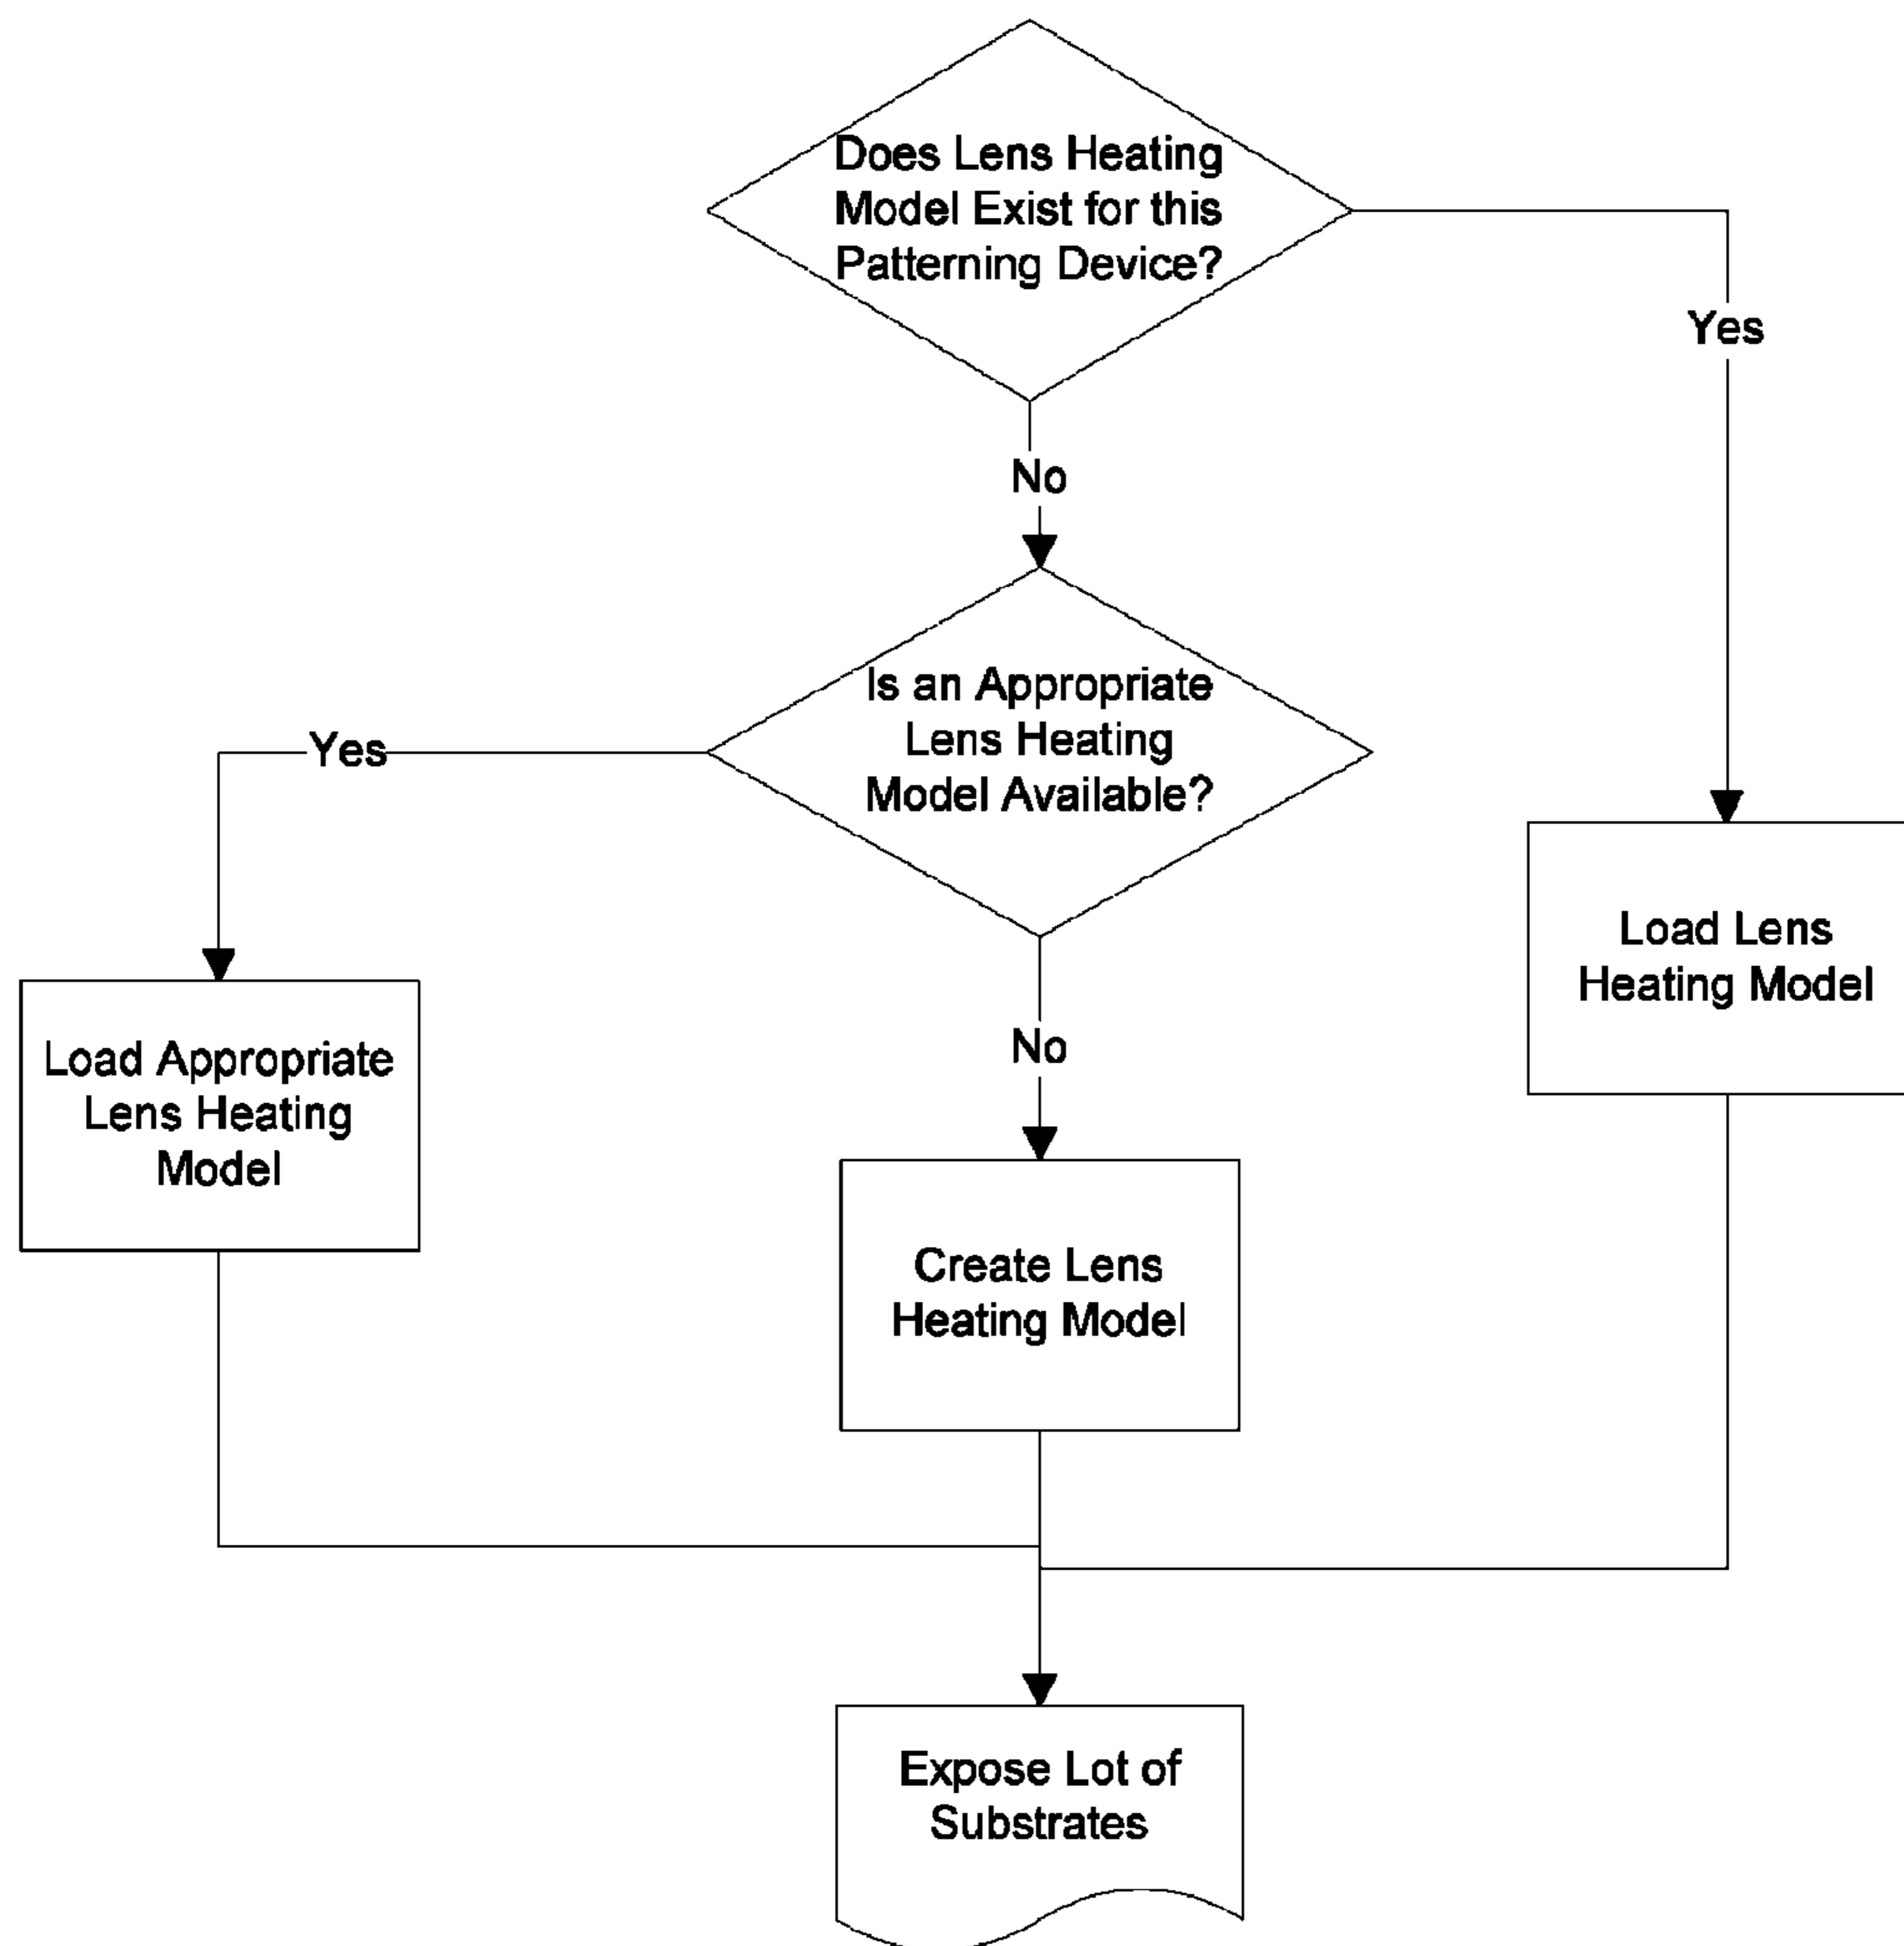 Does Lens Heating
Model Exist for this
Patterning Device?
Yes
No
Is an Appropriate
Lens Heating
Model Available?
Yes
Load Lens
Heating Model
No
Load Appropriate
Lens Heating
Model
Create Lens
Heating Model
Expose Lot of
Substrates